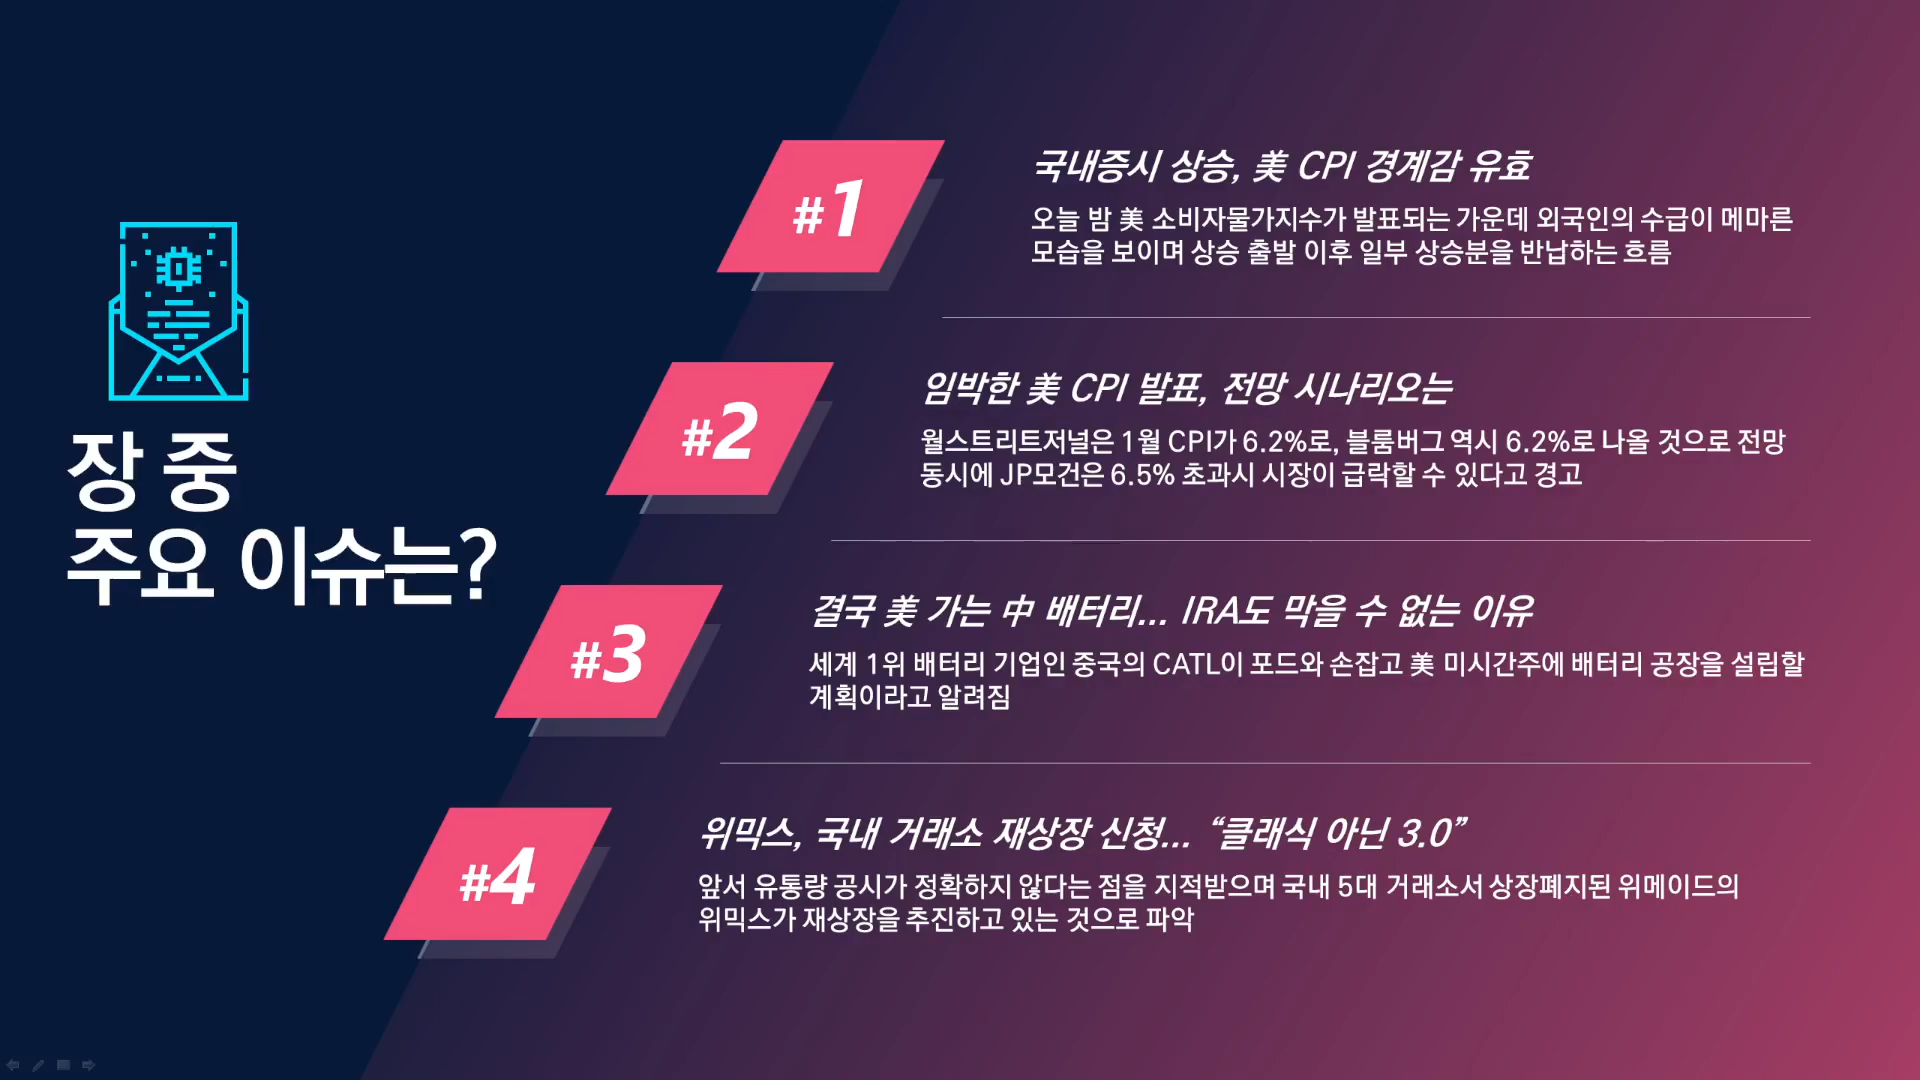 장 중
주요 이슈는?
#1
국내증시 상승, 美 CPI 경계감 유효
오늘 밤 美 소비자물가지수가 발표되는 가운데 외국인의 수급이 메마른
모습을 보이며 상승 출발 이후 일부 상승분을 반납하는 흐름
#2
임박한 美 CPI 발표, 전망 시나리오는
월스트리트저널은 1월 CPI가 6.2%로, 블룸버그 역시 6.2%로 나올 것으로 전망
동시에 JP모건은 6.5% 초과시 시장이 급락할 수 있다고 경고
#3
결국 美 가는 中 배터리... IRA도 막을 수 없는 이유
세계 1위 배터리 기업인 중국의 CATL이 포드와 손잡고 美 미시간주에 배터리 공장을 설립할
계획이라고 알려짐
#4
위믹스, 국내 거래소 재상장 신청... “클래식 아닌 3.0”
앞서 유통량 공시가 정확하지 않다는 점을 지적받으며 국내 5대 거래소서 상장폐지된 위메이드의
위믹스가 재상장을 추진하고 있는 것으로 파악